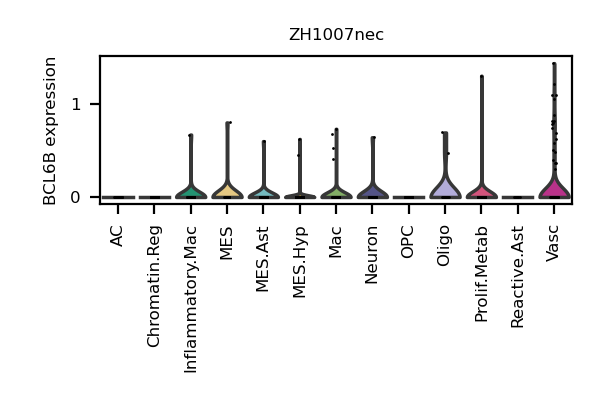 ZH1007nec
BCL6B expression
1
0
AC
Chromatin.Reg
Inflammatory.Mac
MES
MES.Ast
MES.Hyp
Mac
Neuron
OPC
Oligo
Prolif.Metab
Reactive.Ast
Vasc